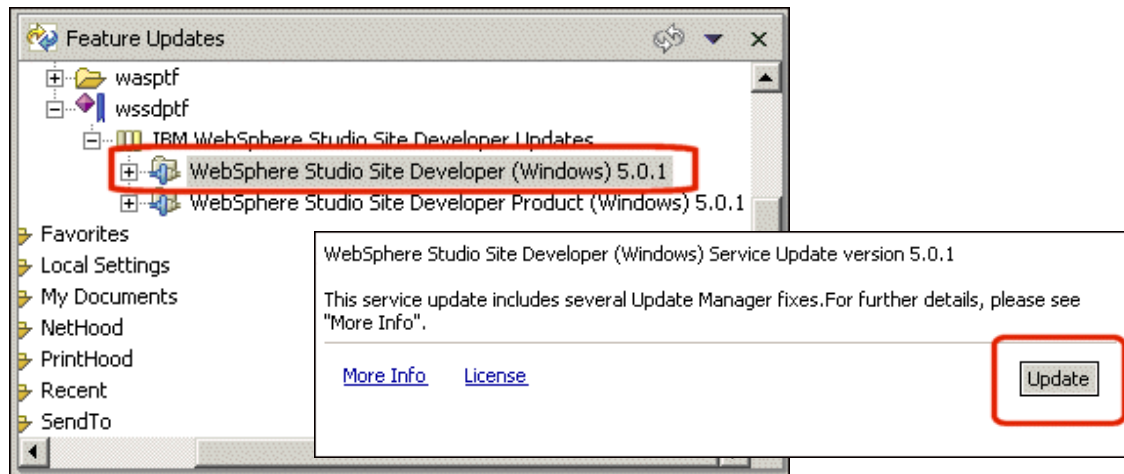 Feature Updates
wasptf
wssdptf
IBM WebSphere Studio Site Developer Updates
WebSphere Studio Site Developer (Windows) 5.0.1
WebSphere Studio Site Developer Product (Windows) 5.0.1
Favorites
Local Settings
My Documents
NetHood
PrintHood
Recent
SendTo
WebSphere Studio Site Developer (Windows) Service Update version 5.0.1
This service update includes several Update Manager fixes.For further details, please see
"More Info".
More Info License
Update